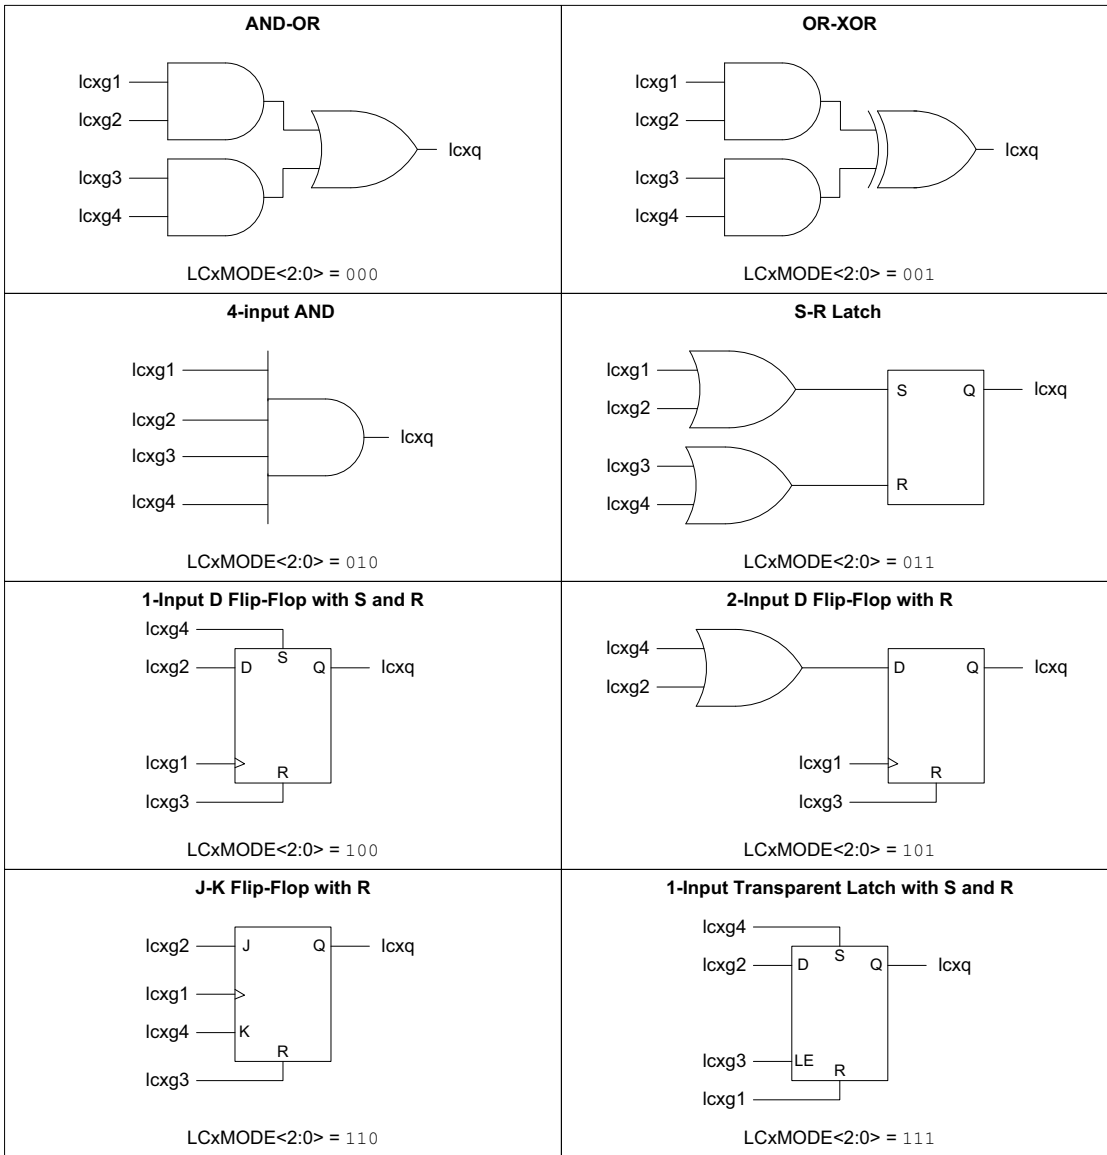 AND-OR
lcxg1
lcxg2
lcxg3
lcxg4
lcxq
LCxMODE<2:0> = 000
OR-XOR
lcxg1
lcxg2
lcxg3
lcxg4
lcxq
LCxMODE<2:0> = 001
4-input AND
lcxg1
lcxg2
lcxg3
lcxg4
lcxq
LCxMODE<2:0> = 010
S-R Latch
lcxg1
lcxg2
lcxg3
lcxg4
S Q lcxq
R
LCxMODE<2:0> = 011
1-Input D Flip-Flop with S and R
lcxg4
S
lcxg2 D Q lcxq
lcxg1
R
lcxg3
LCxMODE<2:0> = 100
2-Input D Flip-Flop with R
lcxg4
lcxg2
D Q lcxq
lcxg1
R
lcxg3
LCxMODE<2:0> = 101
J-K Flip-Flop with R
lcxg2 J Q lcxq
lcxg1
lcxg4 K
R
lcxg3
LCxMODE<2:0> = 110
1-Input Transparent Latch with S and R
lcxg4
S
lcxg2 D Q lcxq
lcxg3 LE
R
lcxg1
LCxMODE<2:0> = 111